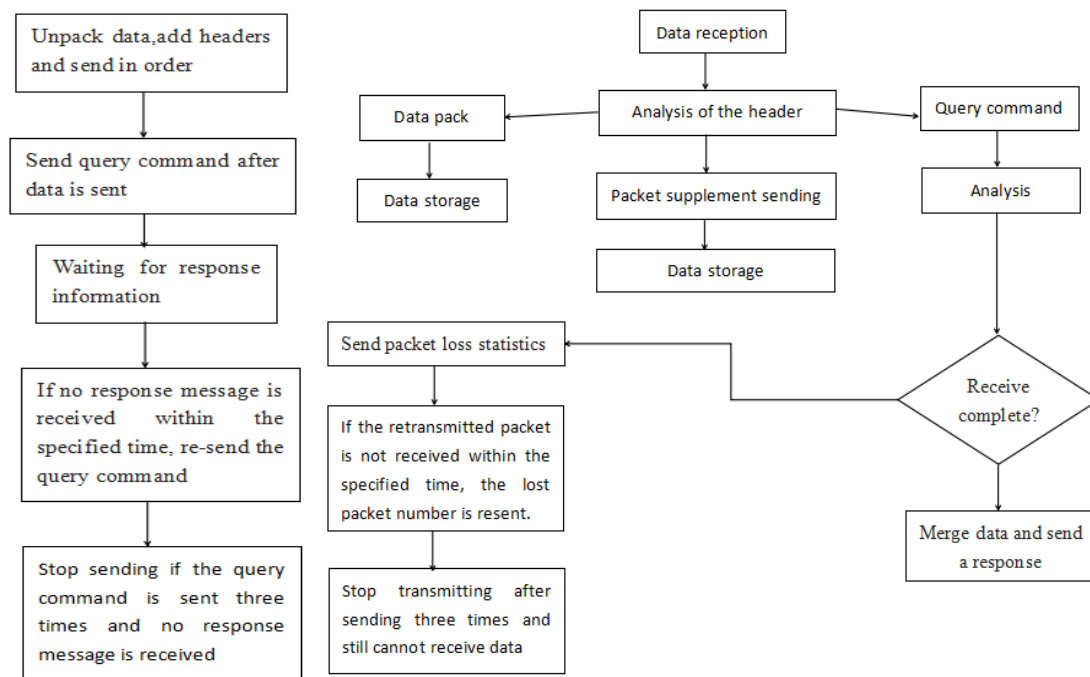 Unpack data,add headers
and send in order
Send query command after
data is sent
Waiting for response
information
If no response message is
received within the
specified time, re-send the
query command
Stop sending if the query
command is sent three
times and no response
message is received
Data reception
Data pack
Analysis of the header
Query command
Data storage
Packet supplement sending
Analysis
Data storage
Send packet loss statistics
Receive
complete?
If the retransmitted packet
is not received within the
specified time, the lost
packet number is resent.
Merge data and send
a response
Stop transmitting after
sending three times and
still cannot receive data